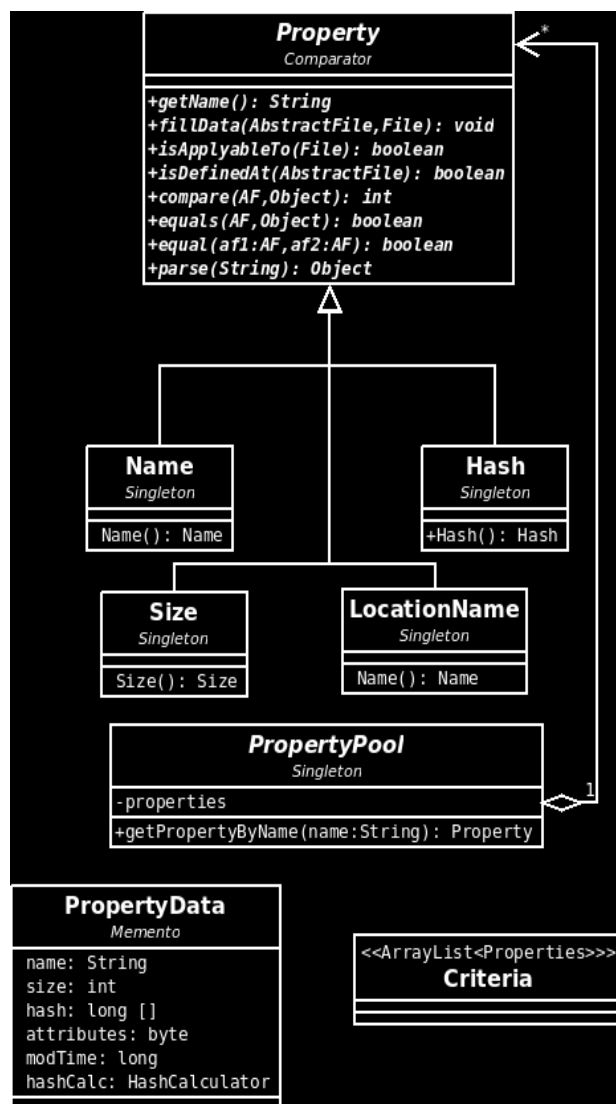 Property
Comparator
+getName(): String
+fillData(AbstractFile,File): void
+isApplyableTo(File): boolean
+isDefinedAt(AbstractFile): boolean
+compare(AF,Object): int
+equals(AF,Object): boolean
+equal(af1:AF,af2:AF): boolean
+parse(String): Object
*
Name
Singleton
Name(): Name
Hash
Singleton
+Hash(): Hash
Size
Singleton
Size(): Size
LocationName
Singleton
Name(): Name
PropertyPool
Singleton
-properties
+getPropertyByName(name:String): Property
1
PropertyData
Memento
name: String
size: int
hash: long []
attributes: byte
modTime: long
hashCalc: HashCalculator
<<ArrayList<Properties>>>
Criteria